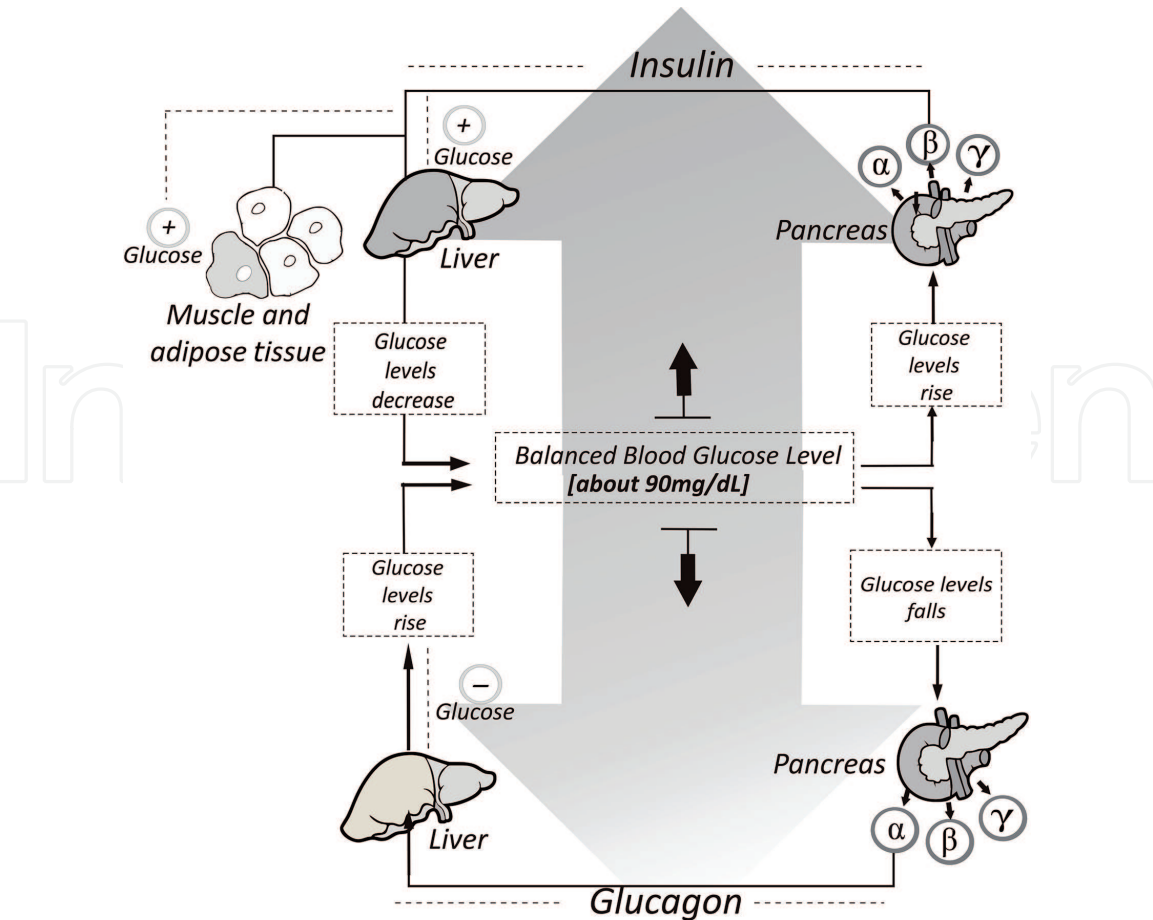 Insulin
+
Glucose
α
β
γ
Pancreas
Liver
+
Glucose
Muscle and
adipose tissue
Glucose
levels
decrease
Glucose
levels
rise
Balanced Blood Glucose Level
[about 90mg/dL]
Glucose
levels
rise
Glucose levels
falls
−
Glucose
Pancreas
Liver
α
β
γ
Glucagon